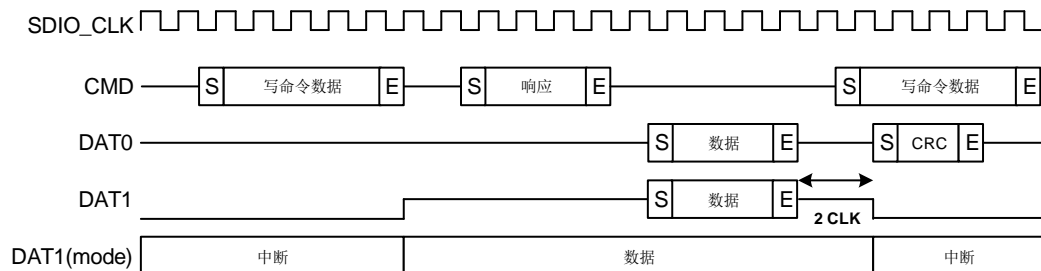 SDIO_CLK
CMD S 写命令数据 E S 响应 E S 写命令数据 E
DAT0 S 数据 E S CRC E
DAT1 S 数据 E
2 CLK
DAT1(mode) 中断 数据 中断